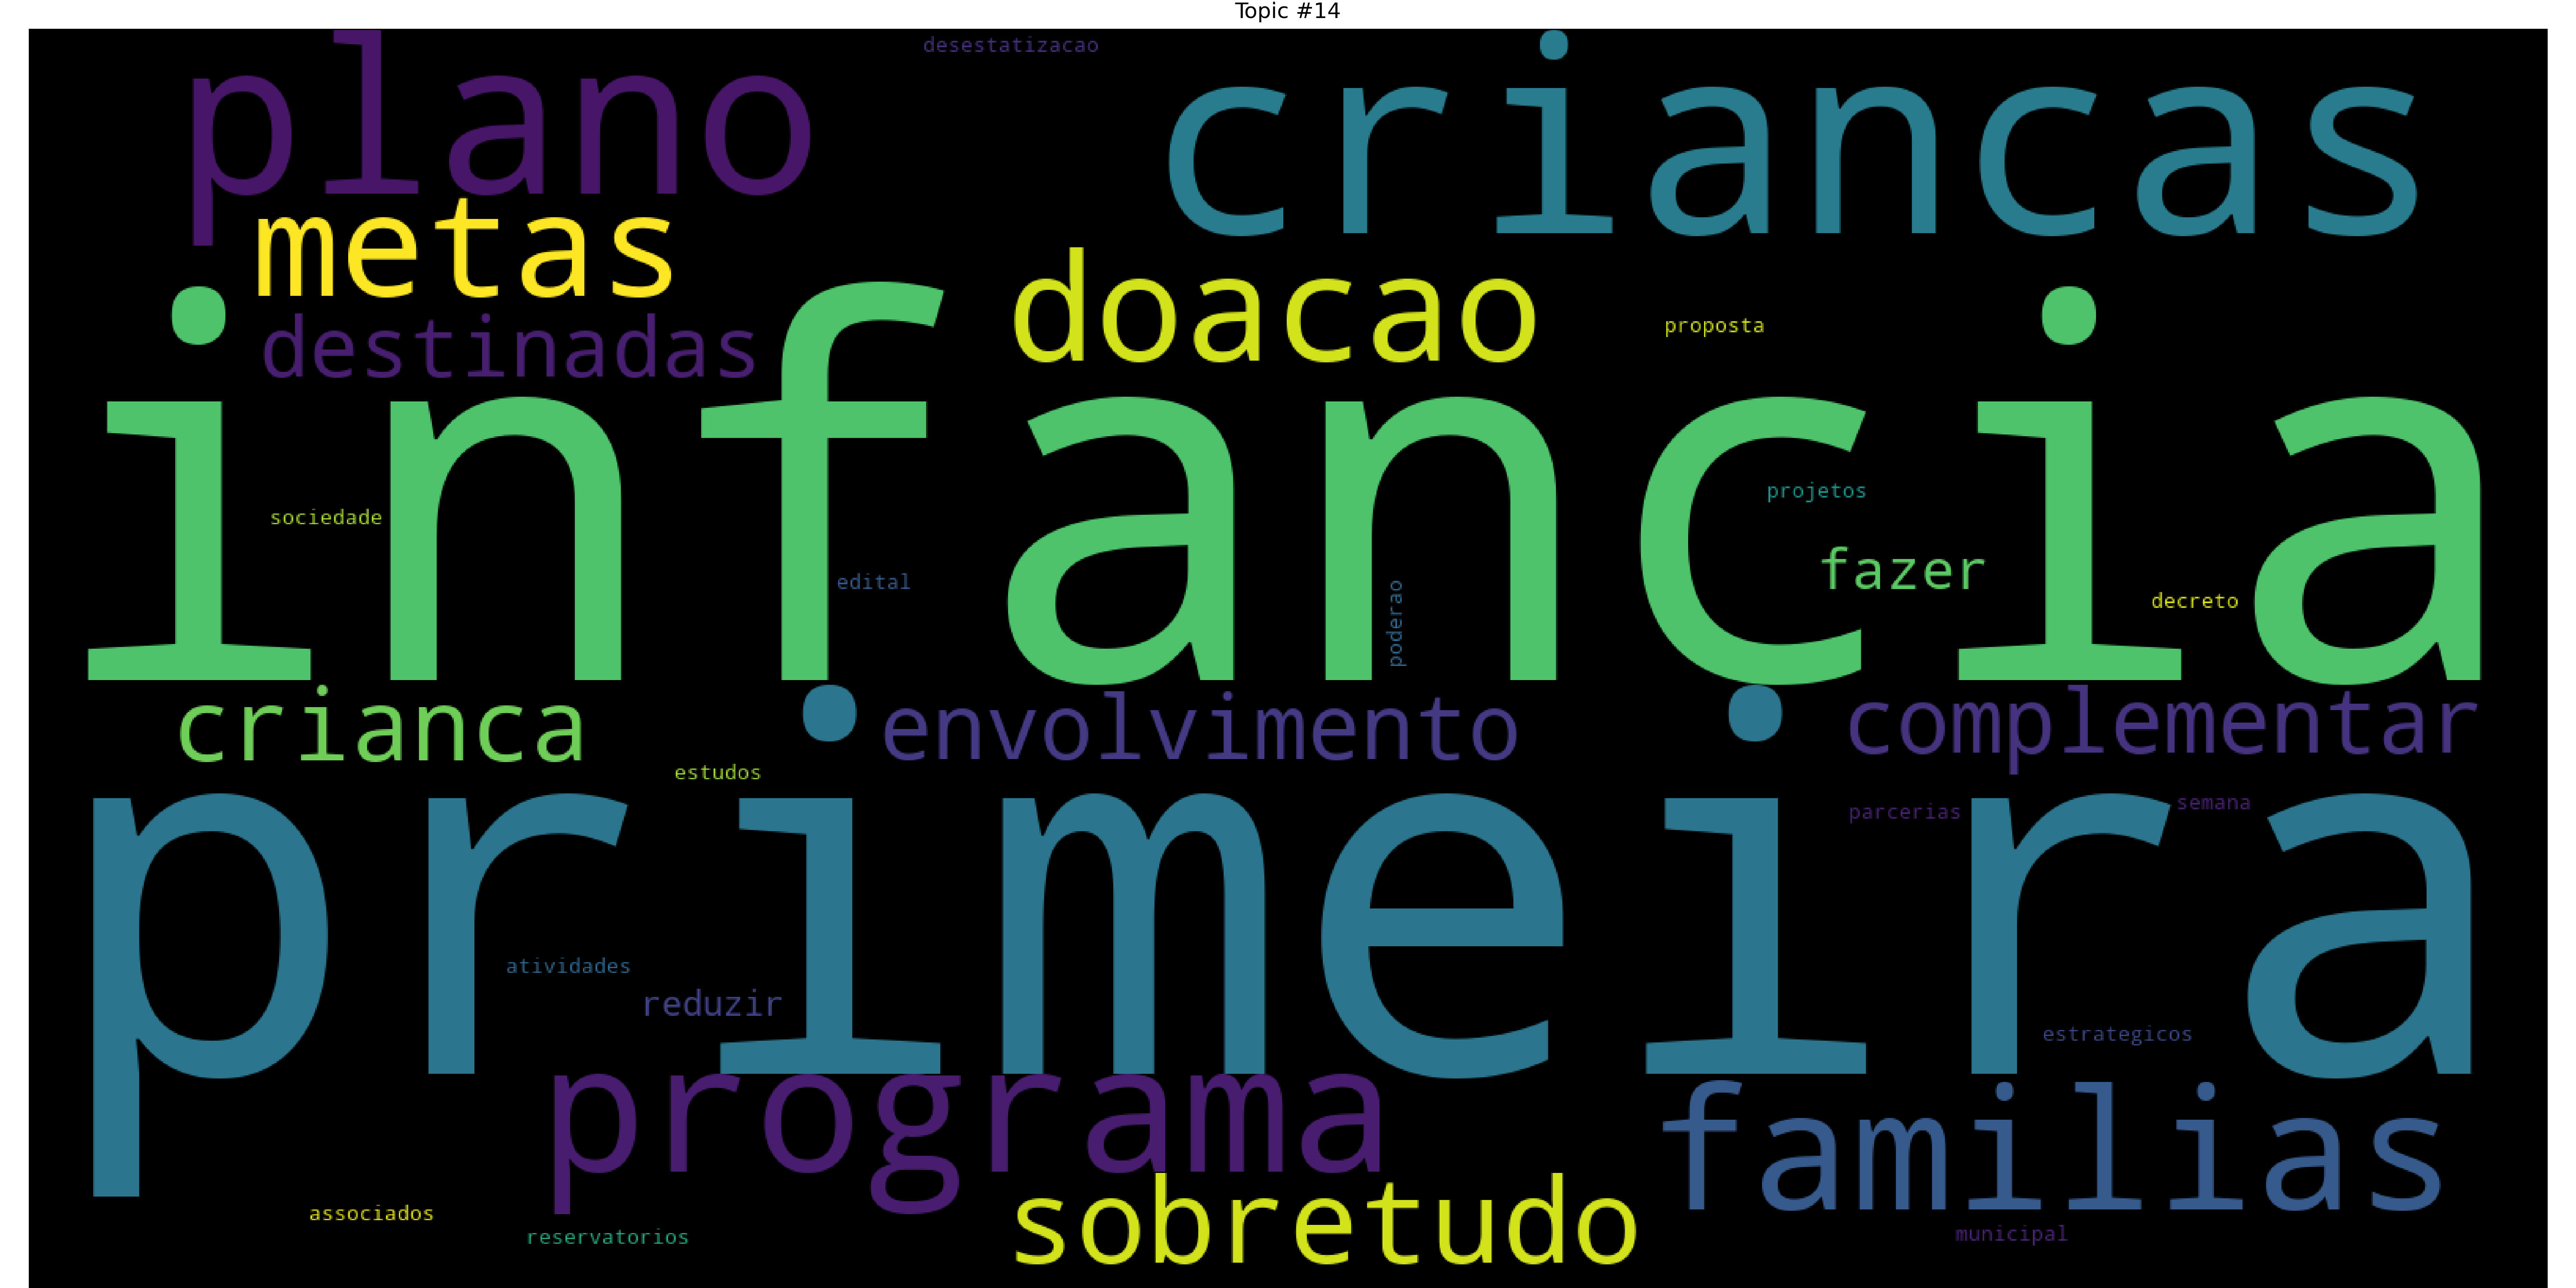 Topic #14
desestatizacao
plano
criancas
metas
doacao
proposta
destinadas
infancia
projetos
sociedade
fazer
edital
decreto
poderao
crianca
envolvimento
complementar
estudos
parcerias
semana
primeira
atividades
reduzir
estrategicos
programa
familias
sobretudo
associados
reservatorios
municipal